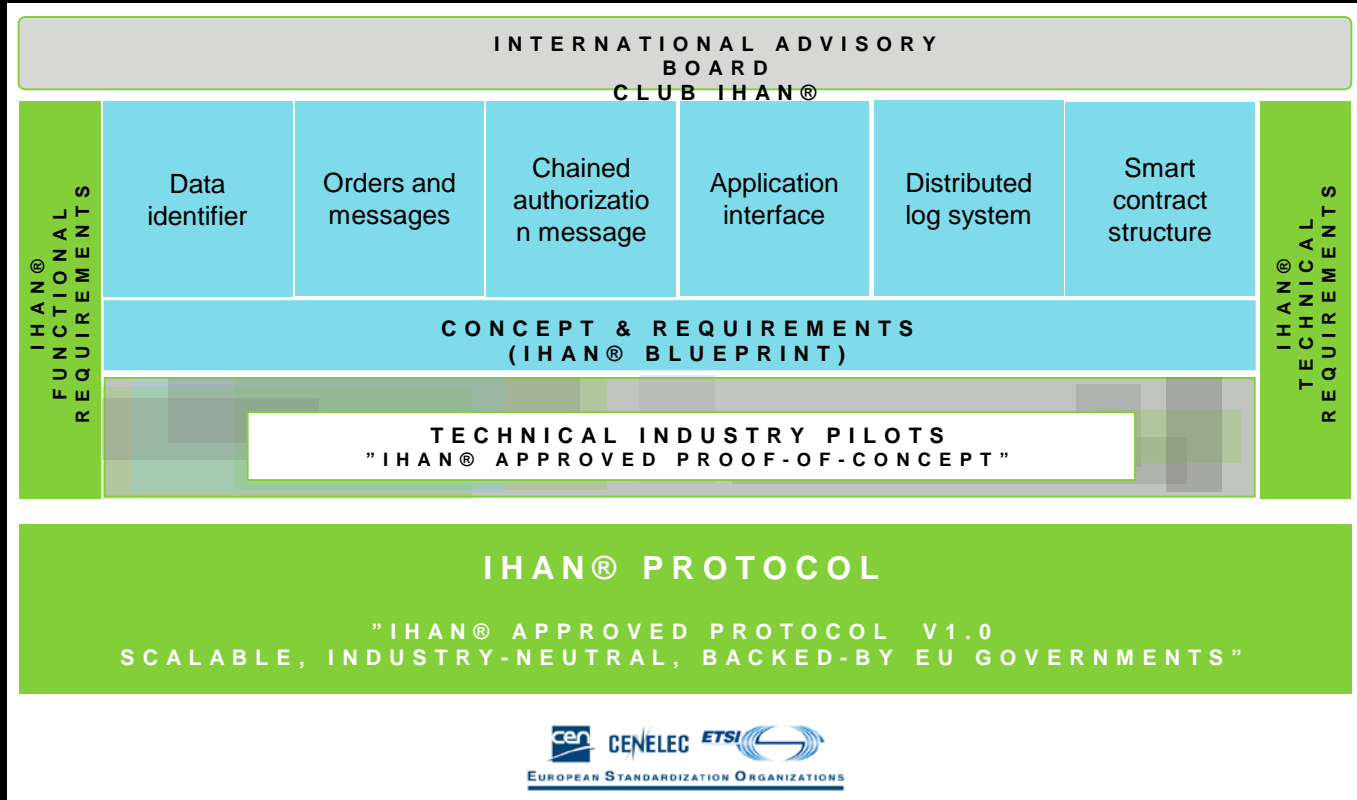 INTERNATIONAL ADVISORY
BOARD
CLUB IHAN®
IHAN®
FUNCTIONAL
REQUIREMENTS
Data
identifier
Orders and
messages
Chained
authorizatio
n message
Application
interface
Distributed
log system
Smart
contract
structure
IHAN®
TECHNICAL
REQUIREMENTS
CONCEPT & REQUIREMENTS
(IHAN® BLUEPRINT)
TECHNICAL INDUSTRY PILOTS
”IHAN® APPROVED PROOF-OF-CONCEPT”
IHAN® PROTOCOL
”IHAN® APPROVED PROTOCOL V1.0
SCALABLE, INDUSTRY-NEUTRAL, BACKED-BY EU GOVERNMENTS”
cen CENELEC ETSI
EUROPEAN STANDARDIZATION ORGANIZATIONS